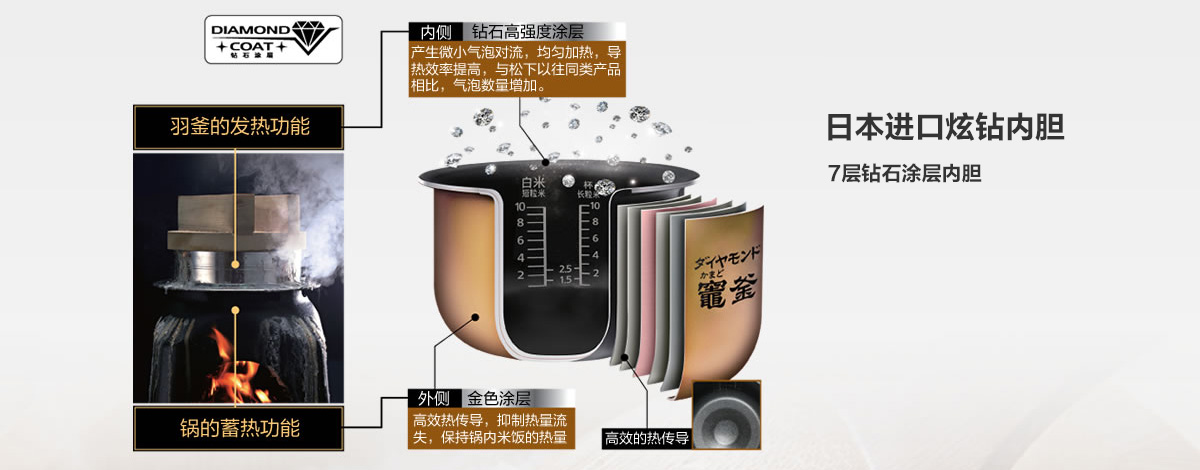 DIAMOND
COAT
钻石涂层
内侧 钻石高强度涂层
产生微小气泡对流，均匀加热，导
热效率提高，与松下以往同类产品
相比，气泡数量增加。
羽釜的发热功能
日本进口炫钻内胆
7层钻石涂层内胆
白米 杯
短粒米 长粒米
10 10
8 8
6 6
4 4
2.5
2 2
1.5
ダイヤモンド
かまど
竈釜
外侧 金色涂层
高效热传导，抑制热量流
失，保持锅内米饭的热量
锅的蓄热功能
高效的热传导